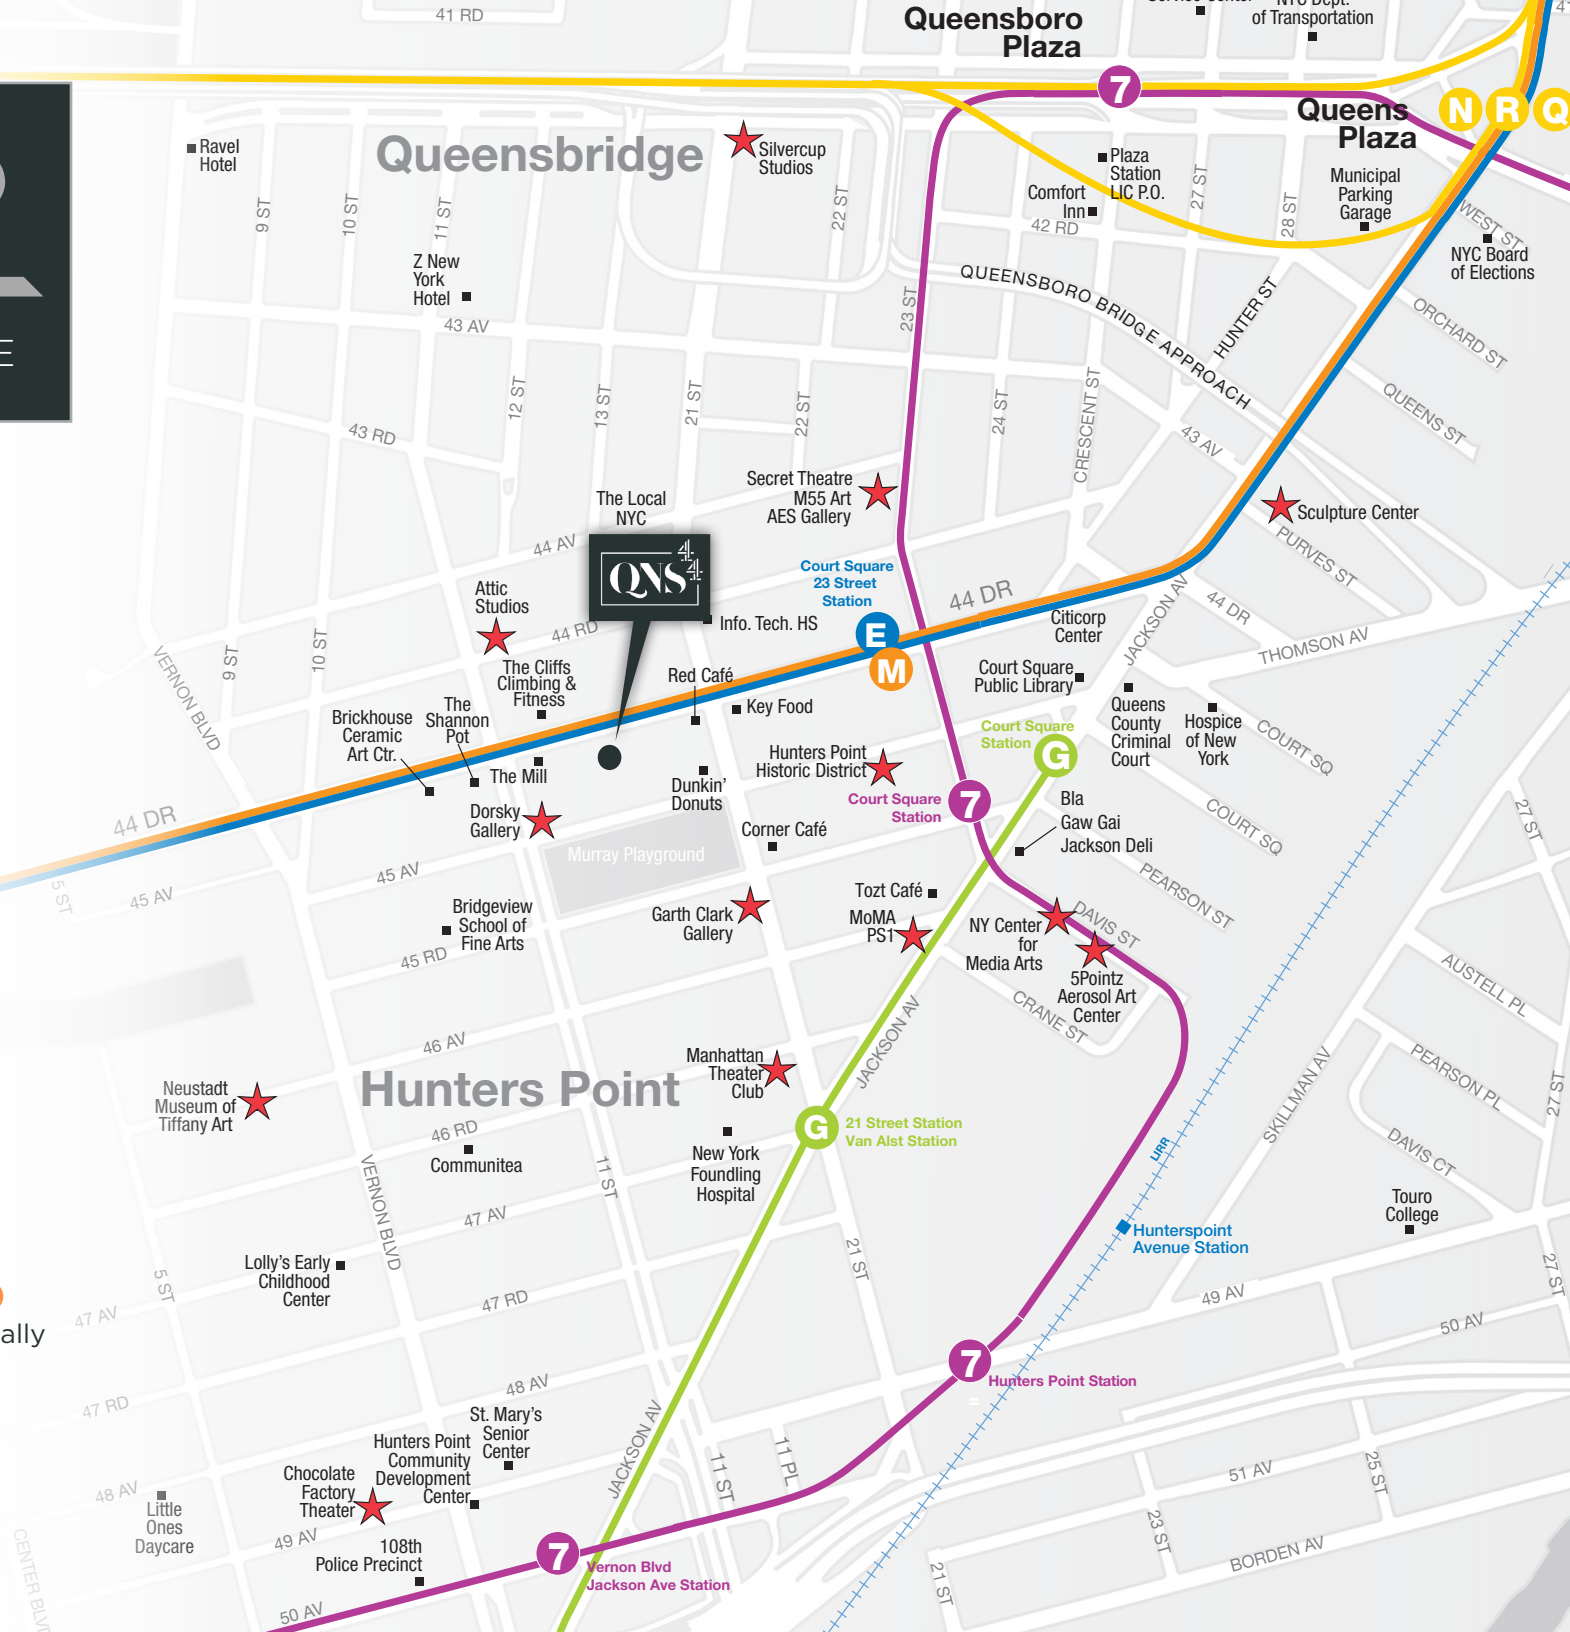 41 RD
Queensboro
Plaza
of Transportation
7
Queens
Plaza
N R Q
Ravel
Hotel
Queensbridge
Silvercup
Studios
Plaza
Station
LIC P.O.
Comfort
Inn
Municipal
Parking
Garage
9 ST
10 ST
11 ST
22 ST
27 ST
28 ST
42 RD
WEST ST
NYC Board
of Elections
Z New
York
Hotel
43 AV
23 ST
QUEENSBORO BRIDGE APPROACH
HUNTER ST
ORCHARD ST
QUEENS ST
E
12 ST
13 ST
21 ST
22 ST
24 ST
CRESCENT ST
43 AV
43 RD
Secret Theatre
M55 Art
AES Gallery
Sculpture Center
PURVES ST
The Local
NYC
44 AV
QNS44
Court Square
23 Street
Station
E
M
44 DR
Attic
Studios
44 RD
Info. Tech. HS
Citicorp
Center
JACKSON AV
44 DR
THOMSON AV
VERNON BLVD
9 ST
10 ST
The Cliffs
Climbing &
Fitness
Red Café
Key Food
Court Square
Public Library
Queens
County
Criminal
Court
Hospice
of New
York
COURT SQ
Brickhouse
Ceramic
Art Ctr.
The
Shannon
Pot
The Mill
Court Square
Station
G
Hunters Point
Historic District
Dunkin’
Donuts
Court Square
Station
7
Bla
Gaw Gai
Jackson Deli
COURT SQ
27 ST
44 DR
Dorsky
Gallery
Corner Café
Murray Playground
45 AV
45 AV
5 ST
PEARSON ST
Tozt Café
MoMA
PS1
Garth Clark
Gallery
NY Center
for
Media Arts
DAVIS ST
5Pointz
Aerosol Art
Center
CRANE ST
Bridgeview
School of
Fine Arts
45 RD
AUSTELL PL
46 AV
JACKSON AV
Manhattan
Theater
Club
Hunters Point
Neustadt
Museum of
Tiffany Art
SKILLMAN AV
PEARSON PL
27 ST
G
21 Street Station
Van Alst Station
46 RD
Communitea
New York
Foundling
Hospital
LIRR
DAVIS CT
VERNON BLVD
11 ST
47 AV
Touro
College
Hunterspoint
Avenue Station
21 ST
27 ST
Lolly’s Early
Childhood
Center
5 ST
47 AV
47 RD
49 AV
50 AV
ally
7
Hunters Point Station
48 AV
47 RD
JACKSON AV
St. Mary’s
Senior
Center
Hunters Point
Community
Development
Center
Chocolate
Factory
Theater
11 ST
11 PL
51 AV
25 ST
48 AV
Little
Ones
Daycare
49 AV
108th
Police Precinct
7
Vernon Blvd
Jackson Ave Station
23 ST
BORDEN AV
21 ST
50 AV
CENTER BLVD